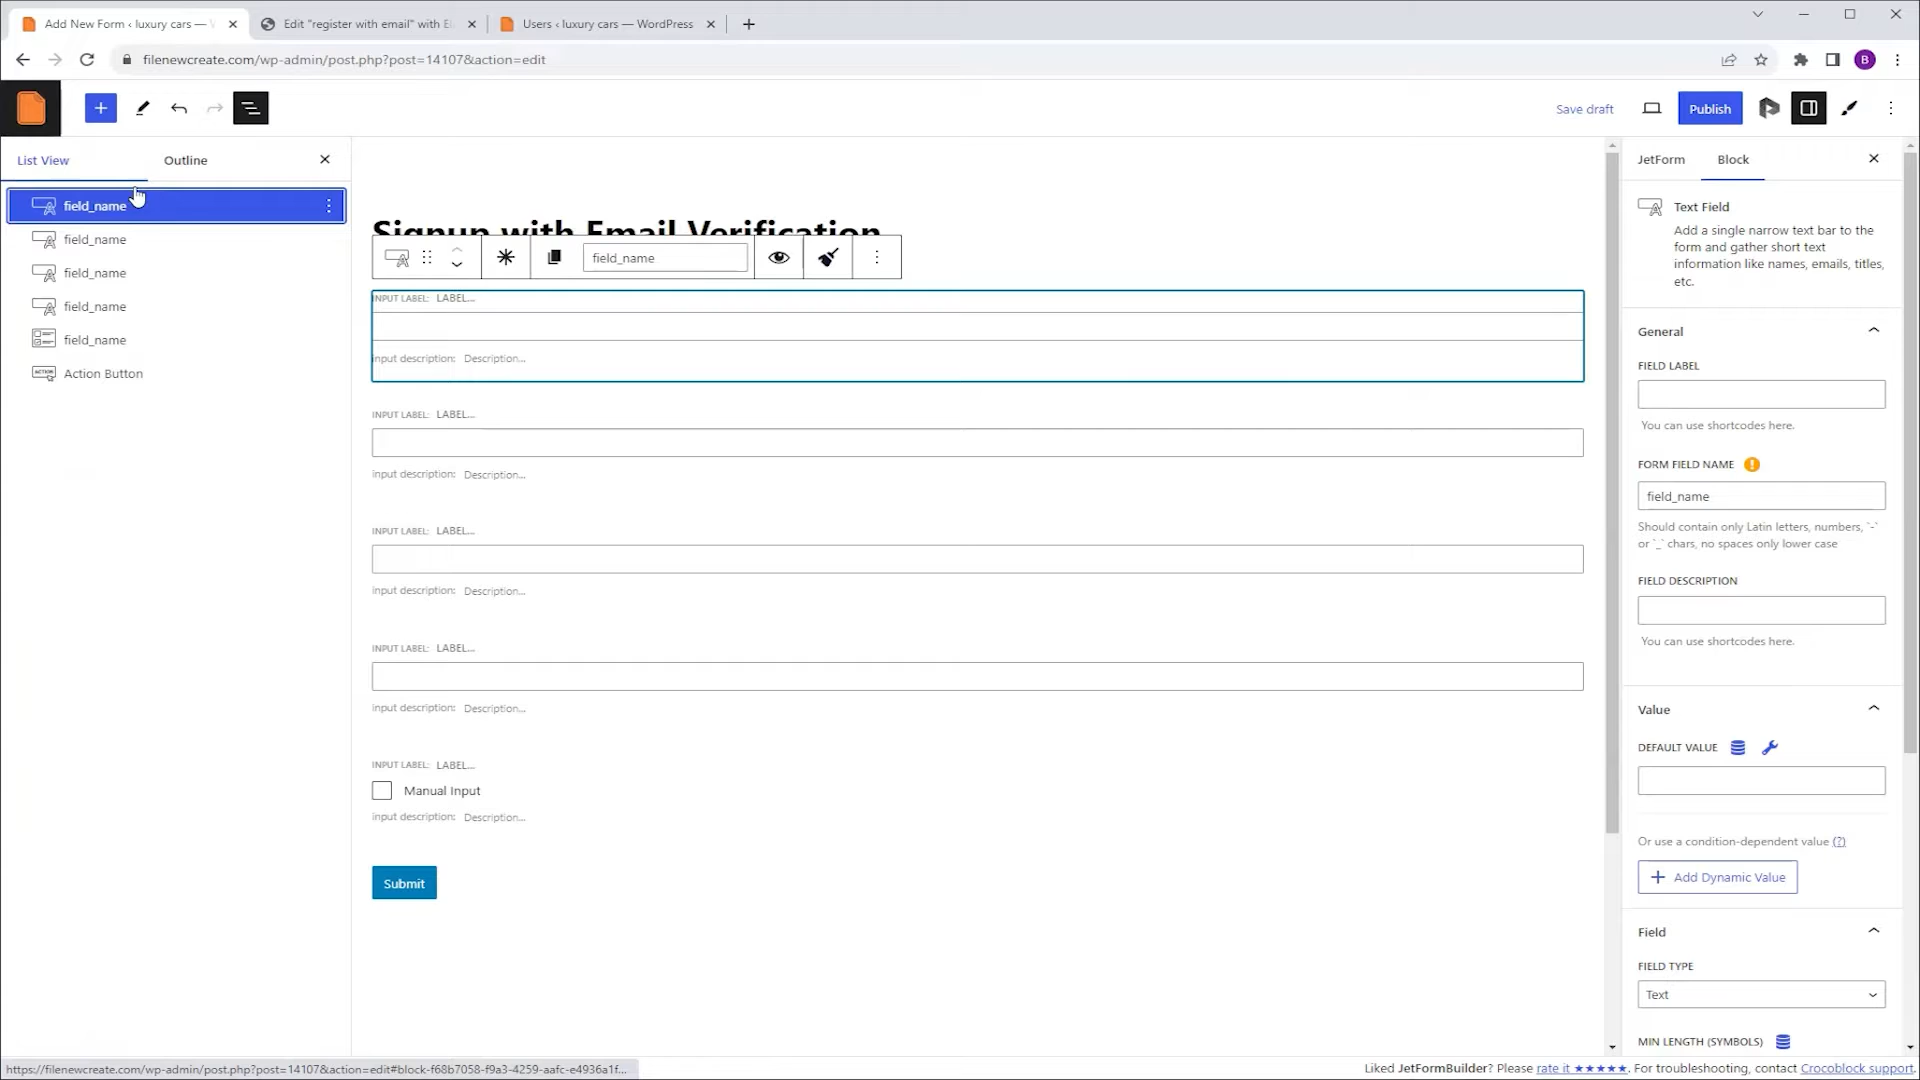 Add New Form ‹ luxury cars — W
Edit "register with email" with El
Users ‹ luxury cars — WordPress
filenewcreate.com/wp-admin/post.php?post=14107&action=edit
B
Save draft
Publish
List View
Outline
field_name
field_name
field_name
field_name
field_name
Action Button
Signup with Email Verification
field_name
INPUT LABEL: LABEL...
input description: Description...
INPUT LABEL: LABEL...
input description: Description...
INPUT LABEL: LABEL...
input description: Description...
INPUT LABEL: LABEL...
input description: Description...
INPUT LABEL: LABEL...
Manual Input
input description: Description...
Submit
JetForm
Block
Text Field
Add a single narrow text bar to the
form and gather short text
information like names, emails, titles,
etc.
General
FIELD LABEL
You can use shortcodes here.
FORM FIELD NAME
field_name
Should contain only Latin letters, numbers, `-`
or `_` chars, no spaces only lower case
FIELD DESCRIPTION
You can use shortcodes here.
Value
DEFAULT VALUE
Or use a condition-dependent value (?)
Add Dynamic Value
Field
FIELD TYPE
Text
MIN LENGTH (SYMBOLS)
https://filenewcreate.com/wp-admin/post.php?post=14107&action=edit#block-f68b7058-f9a3-4259-aafc-e4936a1f...
Liked JetFormBuilder? Please rate it ★★★★★. For troubleshooting, contact Crocoblock support.